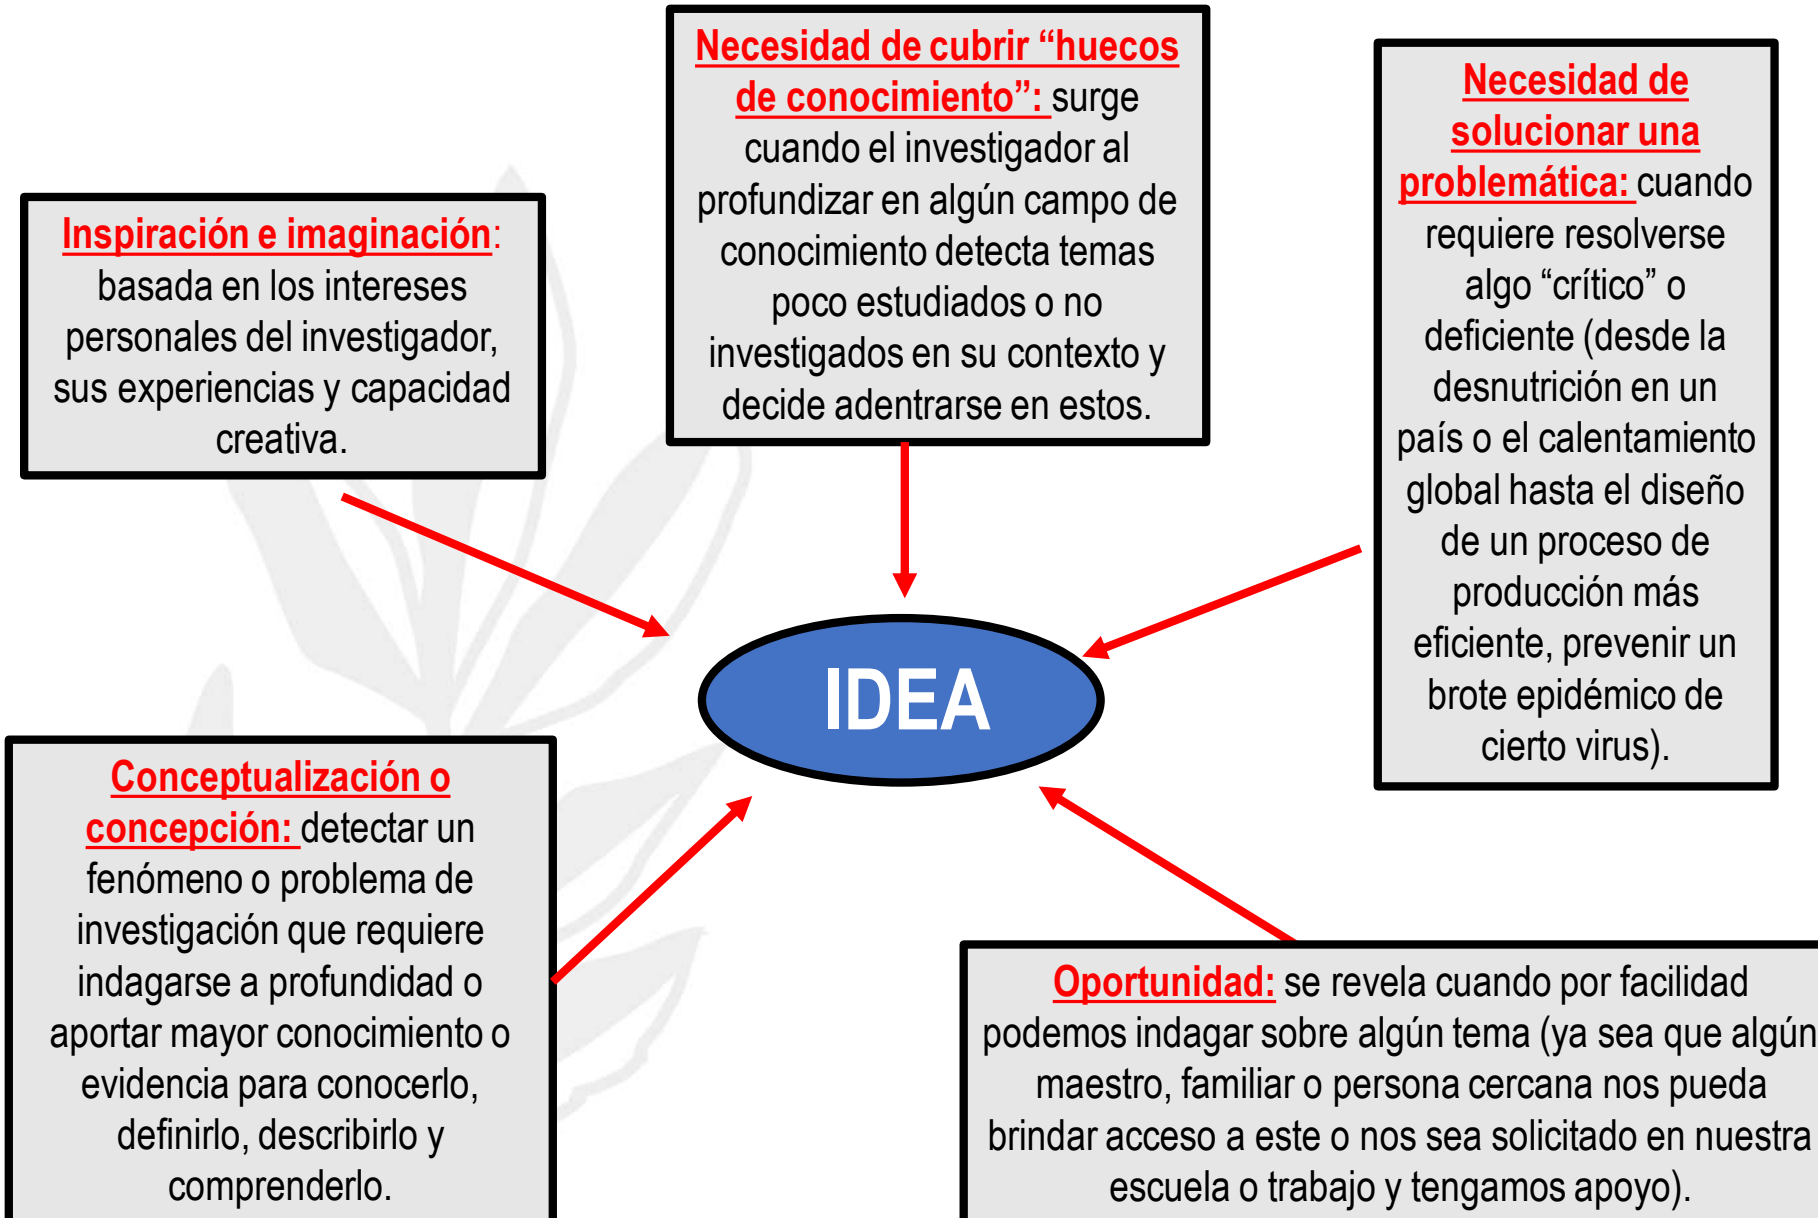 Inspiración e imaginación:
basada en los intereses
personales del investigador,
sus experiencias y capacidad
creativa.
Necesidad de cubrir “huecos
de conocimiento”: surge
cuando el investigador al
profundizar en algún campo de
conocimiento detecta temas
poco estudiados o no
investigados en su contexto y
decide adentrarse en estos.
Necesidad de
solucionar una
problemática: cuando
requiere resolverse
algo “crítico” o
deficiente (desde la
desnutrición en un
país o el calentamiento
global hasta el diseño
de un proceso de
producción más
eficiente, prevenir un
brote epidémico de
cierto virus).
IDEA
Conceptualización o
concepción: detectar un
fenómeno o problema de
investigación que requiere
indagarse a profundidad o
aportar mayor conocimiento o
evidencia para conocerlo,
definirlo, describirlo y
comprenderlo.
Oportunidad: se revela cuando por facilidad
podemos indagar sobre algún tema (ya sea que algún
maestro, familiar o persona cercana nos pueda
brindar acceso a este o nos sea solicitado en nuestra
escuela o trabajo y tengamos apoyo).